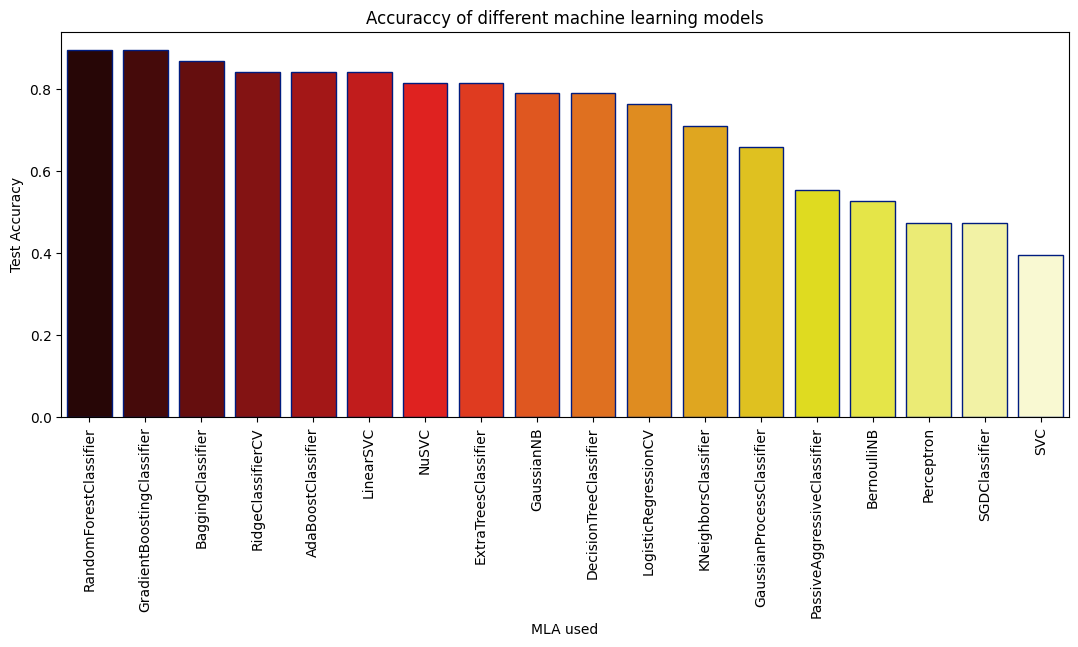 Accuraccy of different machine learning models
Test Accuracy
0.8
0.6
0.4
0.2
0.0
RandomForestClassifier
GradientBoostingClassifier
BaggingClassifier
RidgeClassifierCV
AdaBoostClassifier
LinearSVC
NuSVC
ExtraTreesClassifier
GaussianNB
DecisionTreeClassifier
LogisticRegressionCV
KNeighborsClassifier
GaussianProcessClassifier
PassiveAggressiveClassifier
BernoulliNB
Perceptron
SGDClassifier
SVC
MLA used